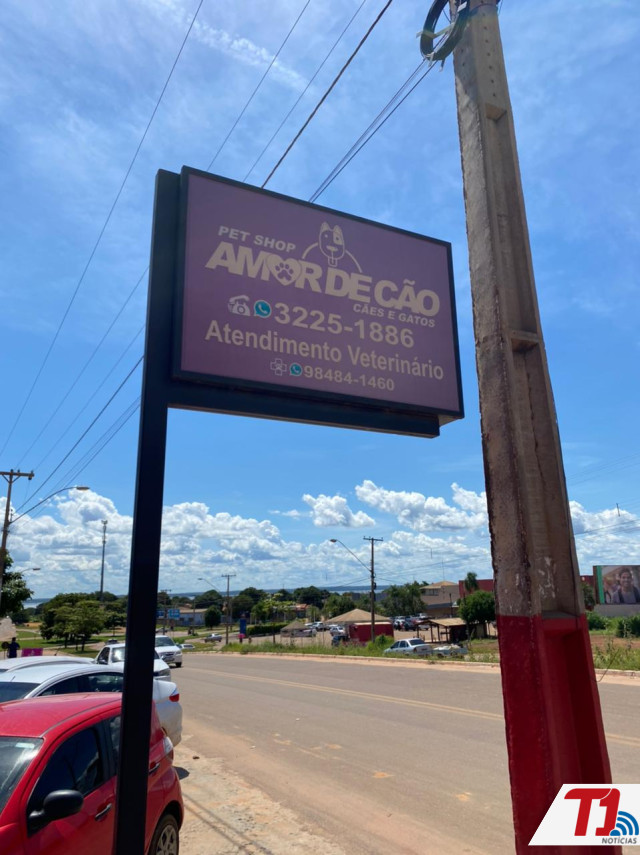 PET SHOP
AMOR DE CÃO
CÃES E GATOS
3225-1886
Atendimento Veterinário
98484-1460
T1
NOTÍCIAS